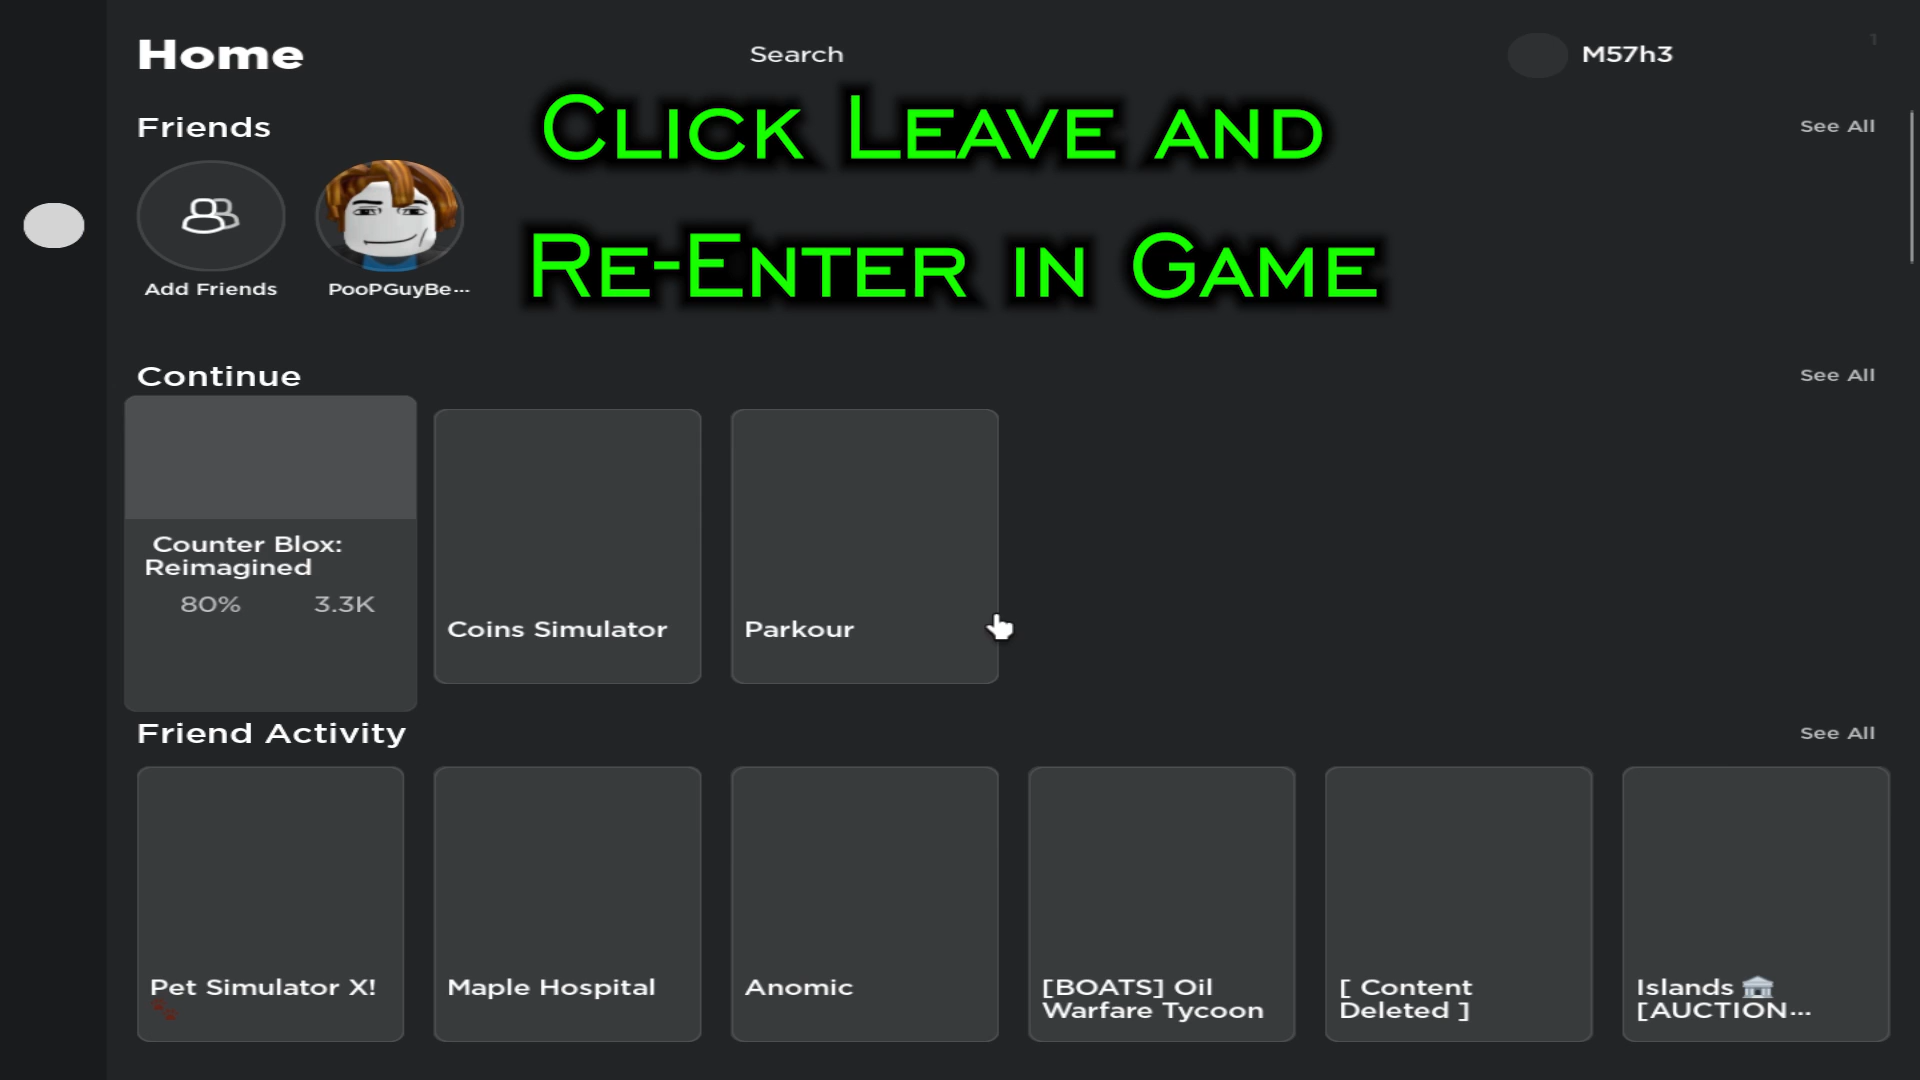 Home
Search
M57h3
1
Click Leave and
Re-Enter in Game
Friends
See All
Add Friends
PooPGuyBe...
Continue
See All
Counter Blox:
Reimagined
80%
3.3K
Coins Simulator
Parkour
Friend Activity
See All
Pet Simulator X!
🐾
Maple Hospital
Anomic
[BOATS] Oil
Warfare Tycoon
[ Content
Deleted ]
Islands 🏛️
[AUCTION...